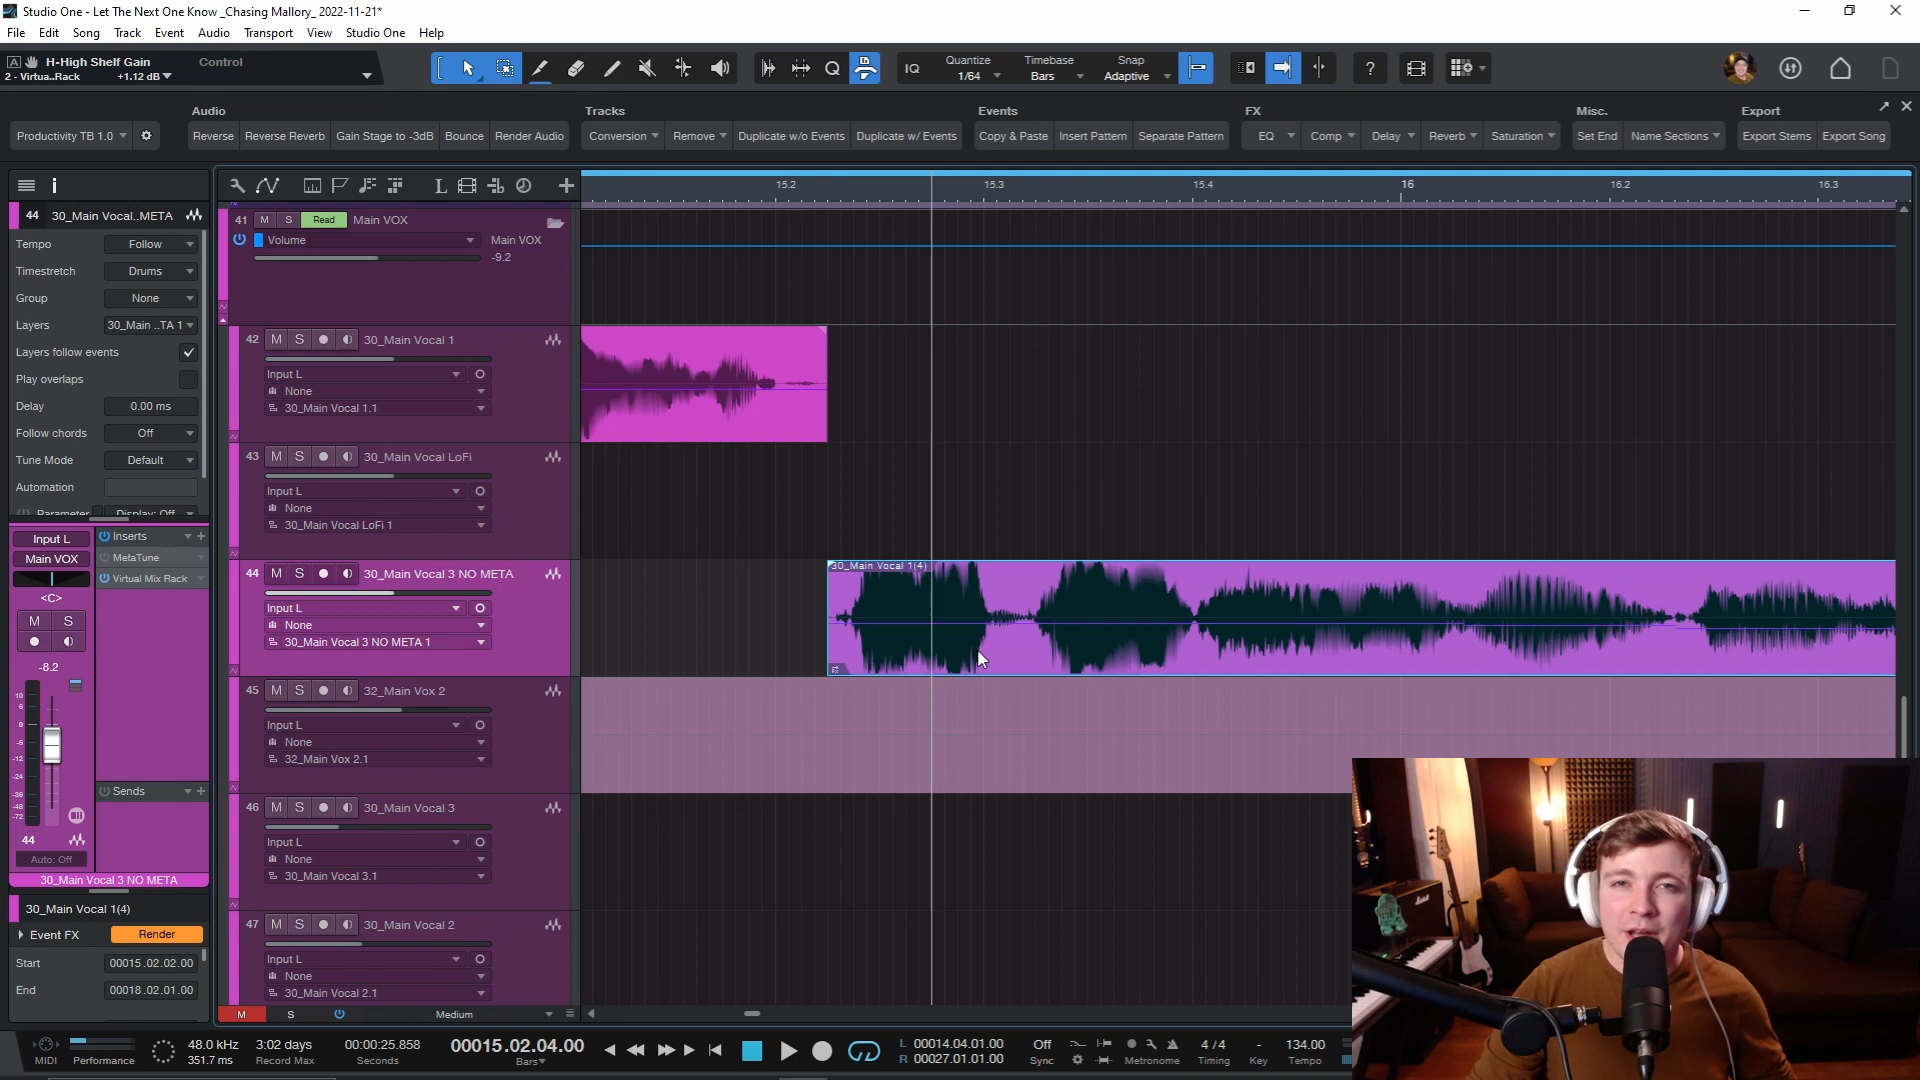 Studio One - Let The Next One Know _Chasing Mallory_ 2022-11-21*
File Edit Song Track Event Audio Transport View Studio One Help
H-High Shelf Gain Control
2 - Virtua..Rack +1.12 dB
IQ Quantize 1/64 Timebase Bars Snap Adaptive ?
Audio Tracks Events FX Misc. Export
Productivity TB 1.0 Reverse Reverse Reverb Gain Stage to -3dB Bounce Render Audio Conversion Remove Duplicate w/o Events Duplicate w/ Events Copy & Paste Insert Pattern Separate Pattern EQ Comp Delay Reverb Saturation Set End Name Sections Export Stems Export Song
15.2 15.3 15.4 16 16.2 16.3
44 30_Main Vocal..META
Tempo Follow
Timestretch Drums
Group None
Layers 30_Main ..TA 1
Layers follow events
Play overlaps
Delay 0.00 ms
Follow chords Off
Tune Mode Default
Automation
Parameter Display: Off
Input L Inserts
Main VOX MetaTune
Virtual Mix Rack
<C>
M S
-8.2
10
6
0
-6
-12
-24
-36
-48
-72
Sends
44
Auto: Off
30_Main Vocal 3 NO META
30_Main Vocal 1(4)
Event FX Render
Start 00015.02.02.00
End 00018.02.01.00
41 M S Read Main VOX
Volume Main VOX
-9.2
42 M S 30_Main Vocal 1
Input L
None
30_Main Vocal 1.1
43 M S 30_Main Vocal LoFi
Input L
None
30_Main Vocal LoFi 1
44 M S 30_Main Vocal 3 NO META
Input L
None
30_Main Vocal 3 NO META 1
30_Main Vocal 1(4)
45 M S 32_Main Vox 2
Input L
None
32_Main Vox 2.1
46 M S 30_Main Vocal 3
Input L
None
30_Main Vocal 3.1
47 M S 30_Main Vocal 2
Input L
None
30_Main Vocal 2.1
M S Medium
Marshall
MIDI Performance 48.0 kHz 351.7 ms 3:02 days Record Max 00:00:25.858 Seconds 00015.02.04.00 Bars L 00014.04.01.00 R 00027.01.01.00 Off Sync Metronome 4 / 4 Timing - Key 134.00 Tempo